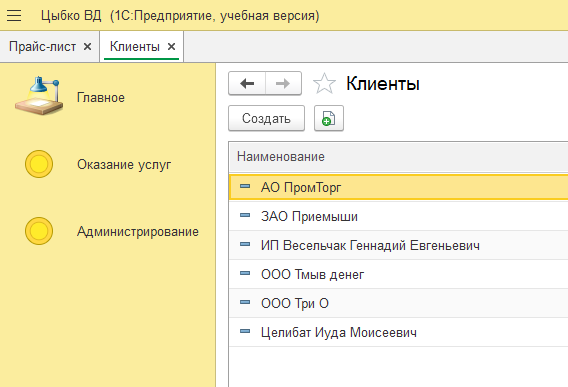 Цыбко ВД (1С:Предприятие, учебная версия)
Прайс-лист × Клиенты ×
Главное
Оказание услуг
Администрирование
Клиенты
Создать
Наименование
АО ПромТорг
ЗАО Приемыши
ИП Весельчак Геннадий Евгеньевич
ООО Тмыв денег
ООО Три О
Целибат Иуда Моисеевич